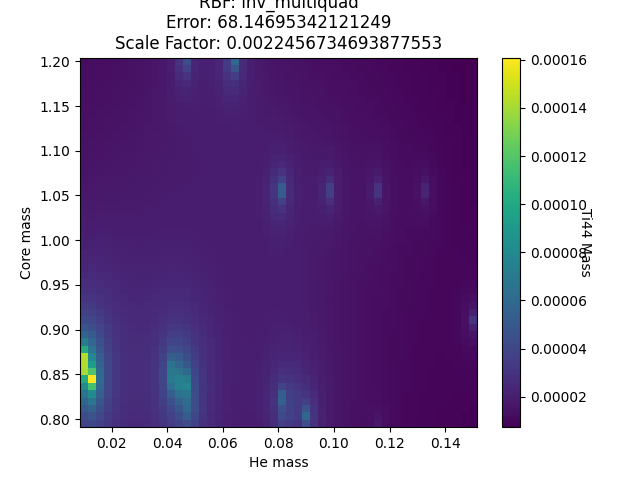 RBF: inv_multiquad
Error: 68.14695342121249
Scale Factor: 0.0022456734693877553
1.20
1.15
1.10
1.05
1.00
0.95
0.90
0.85
0.80
Core mass
0.02 0.04 0.06 0.08 0.10 0.12 0.14
He mass
0.00016
0.00014
0.00012
0.00010
0.00008
0.00006
0.00004
0.00002
Ti44 Mass